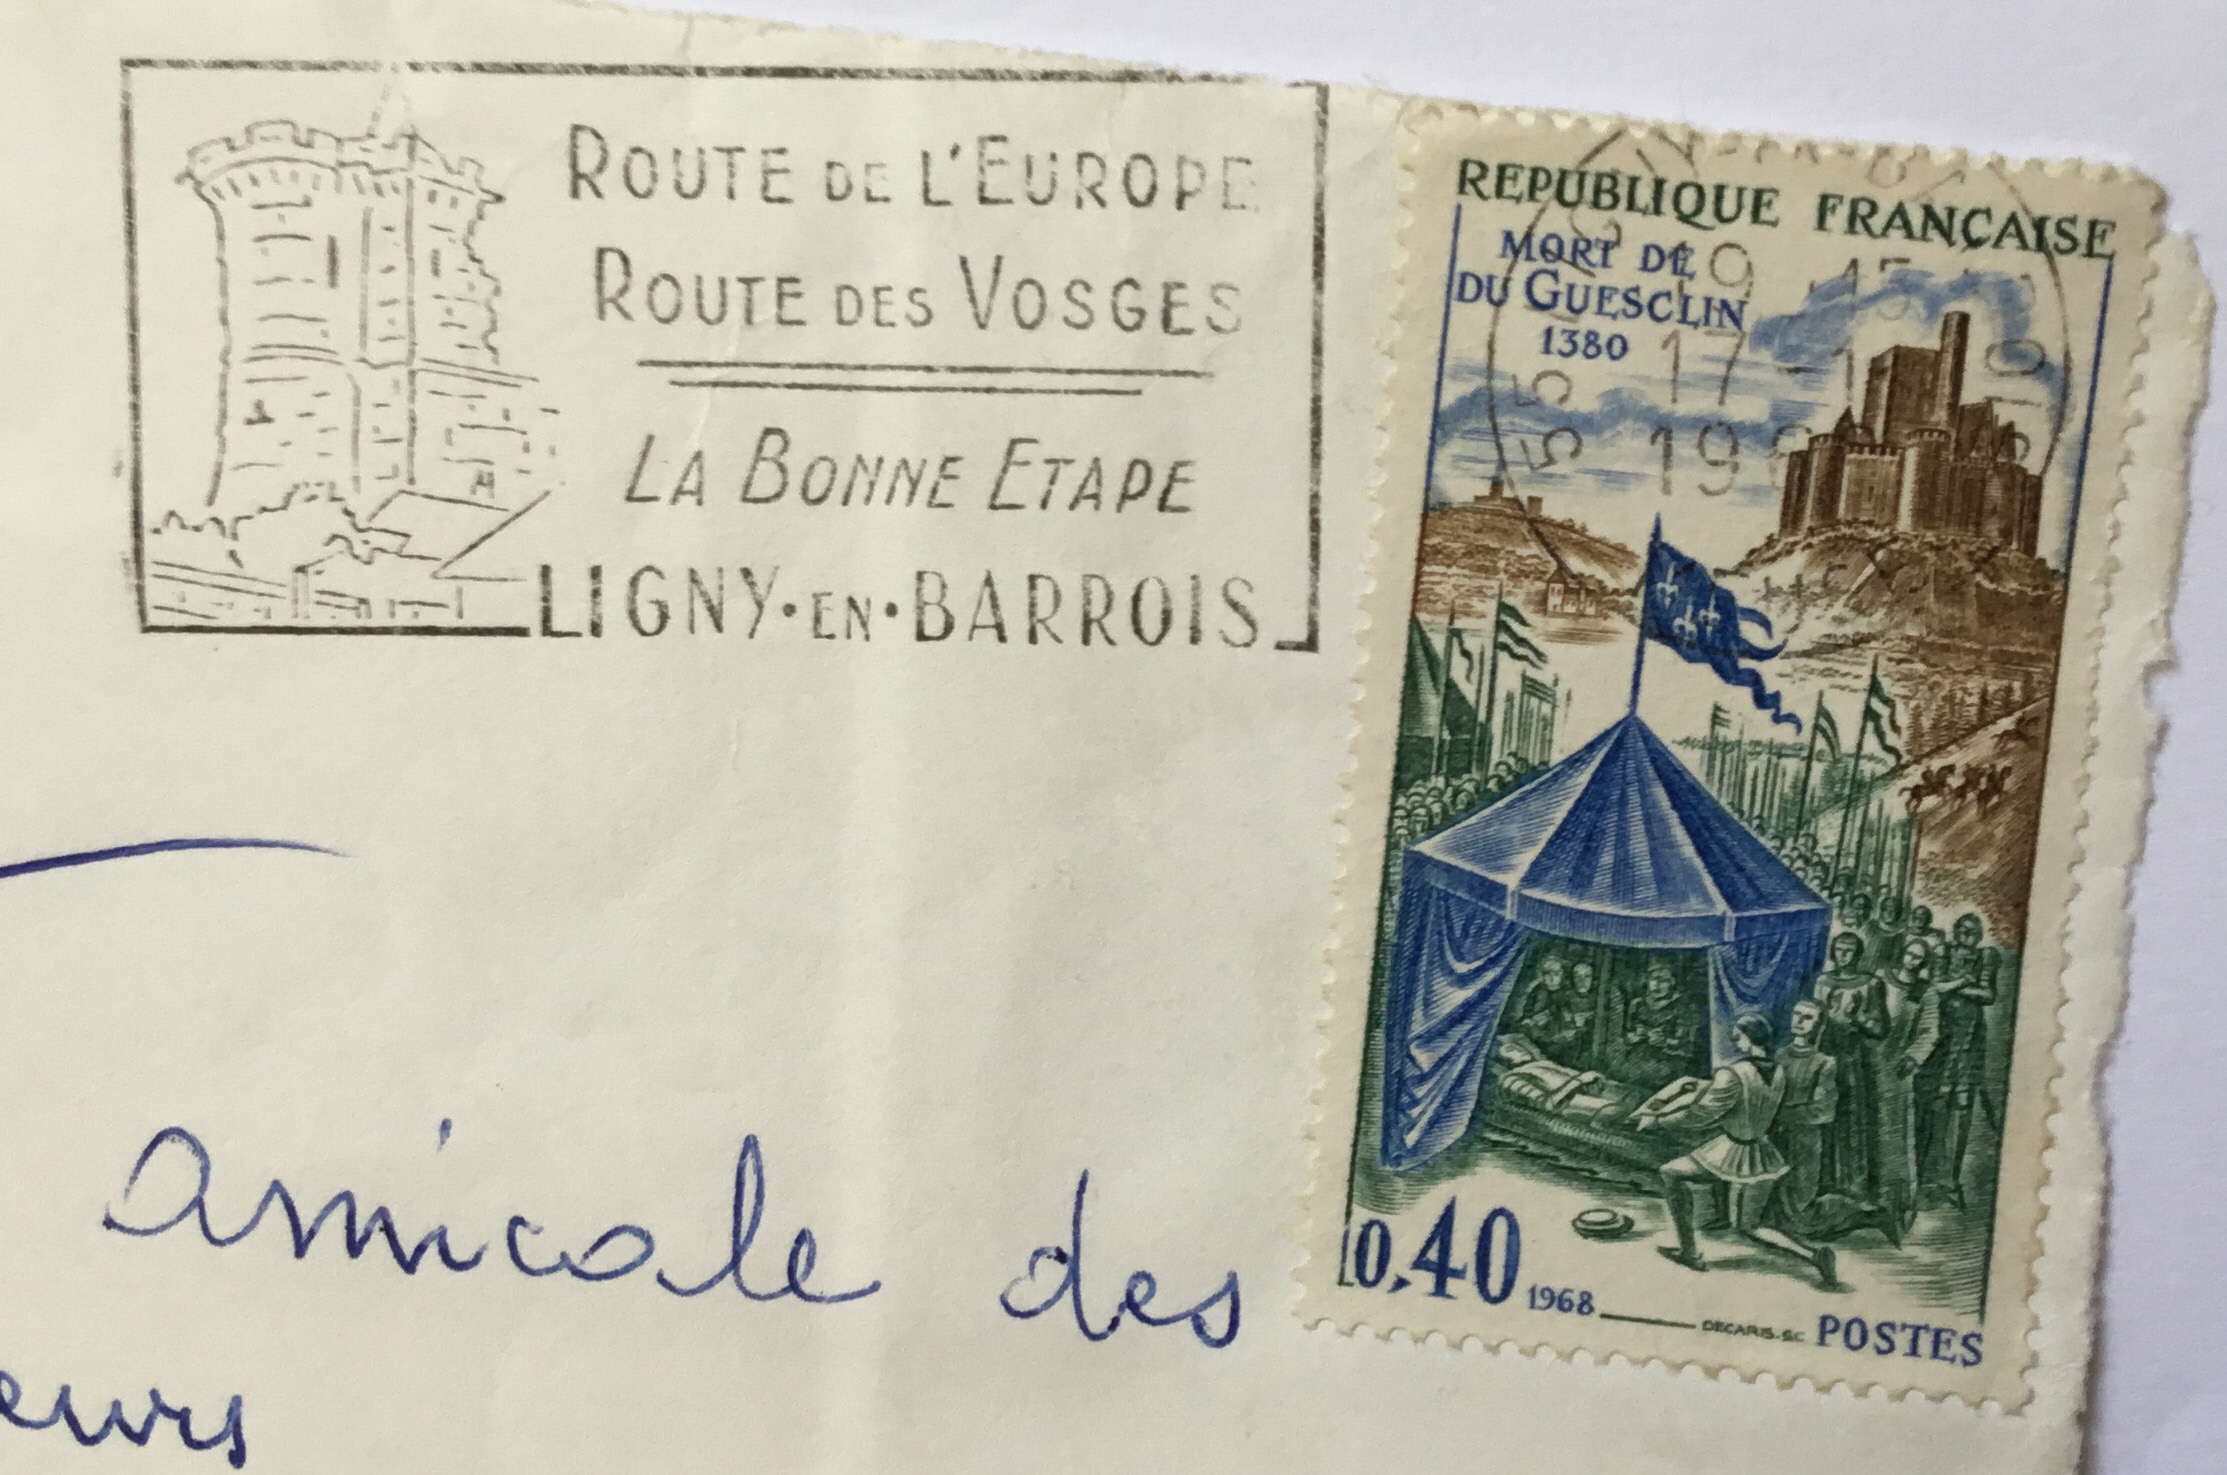 ROUTE DE L'EUROPE
ROUTE DES VOSGES
LA BONNE ETAPE
LIGNY·EN·BARROIS
REPUBLIQUE FRANÇAISE
MORT DE
DU GUESCLIN
1380
0,40 1968 DECARIS.SC. POSTES
amicale des
eurs